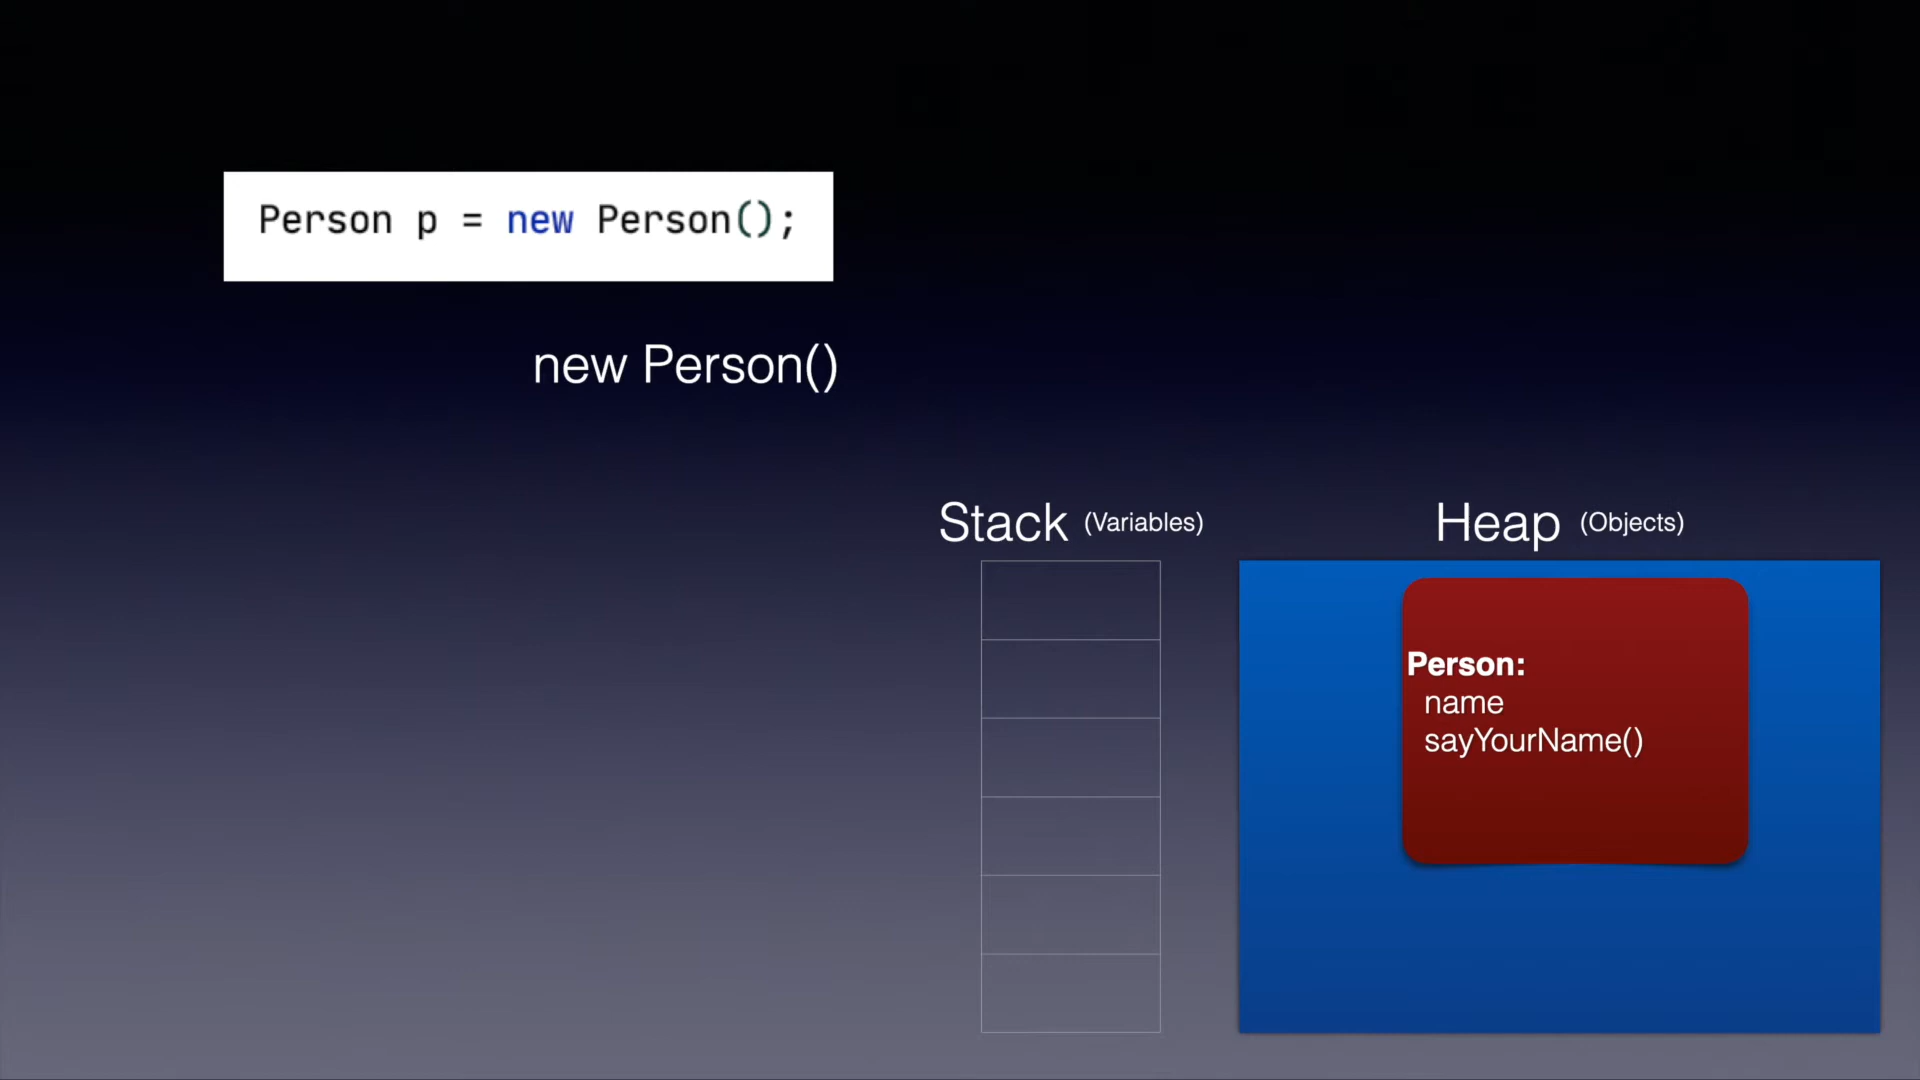 Person p = new Person();
new Person()
Stack (Variables)
Heap (Objects)
Person:
name
sayYourName()